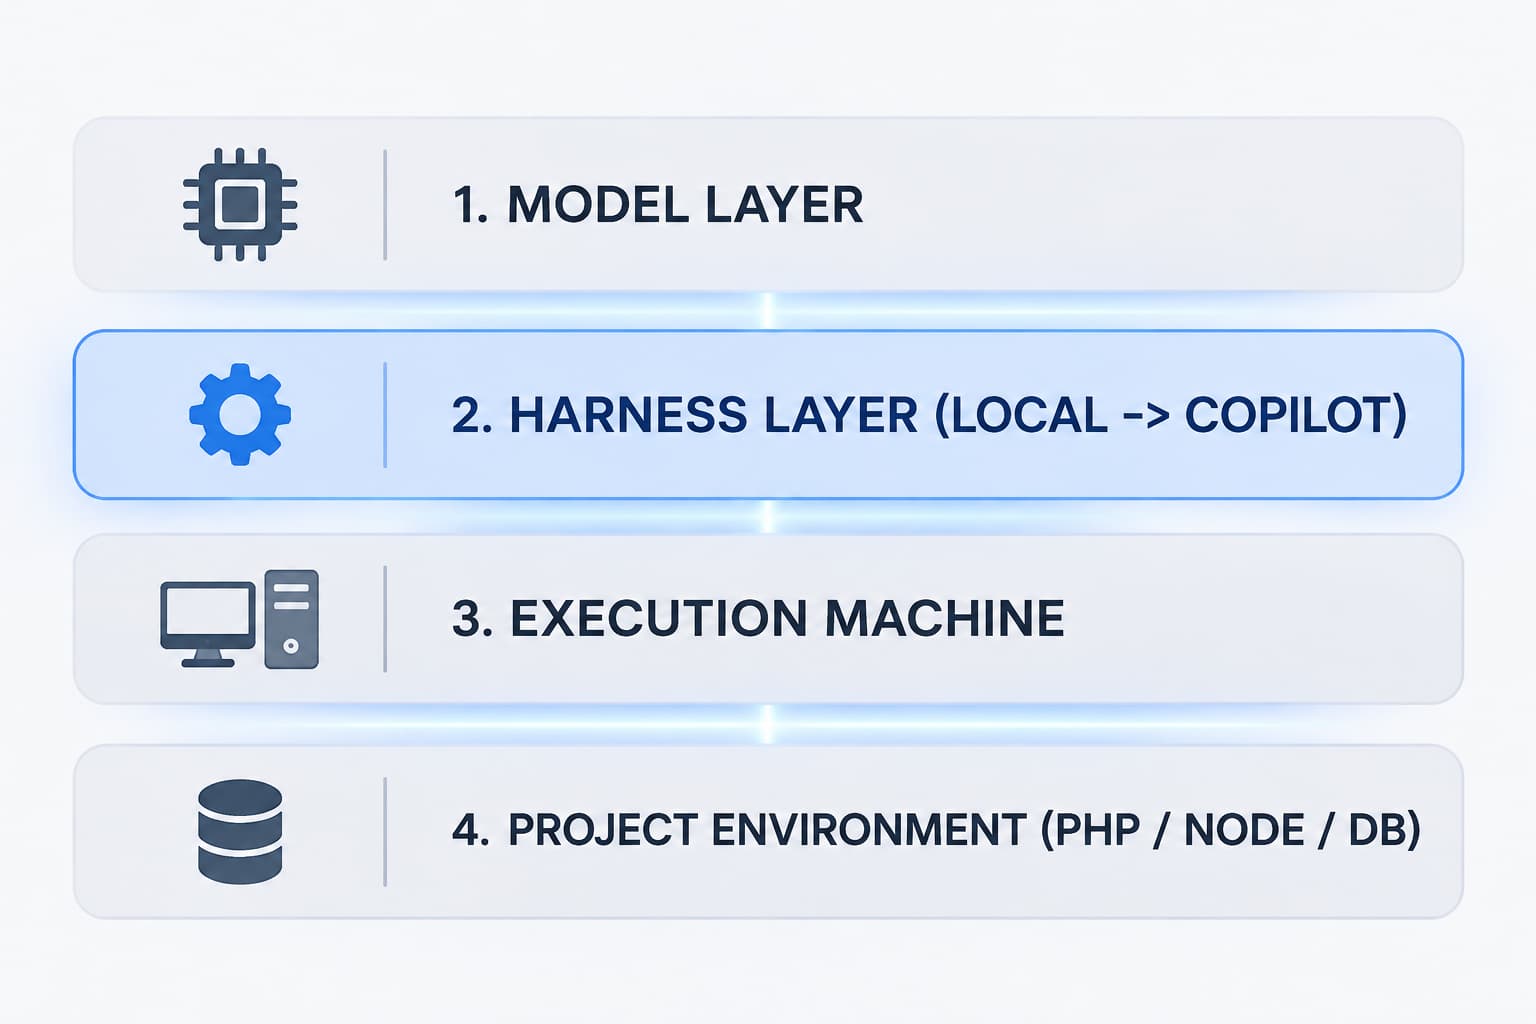 1. MODEL LAYER
2. HARNESS LAYER (LOCAL -> COPILOT)
3. EXECUTION MACHINE
4. PROJECT ENVIRONMENT (PHP / NODE / DB)